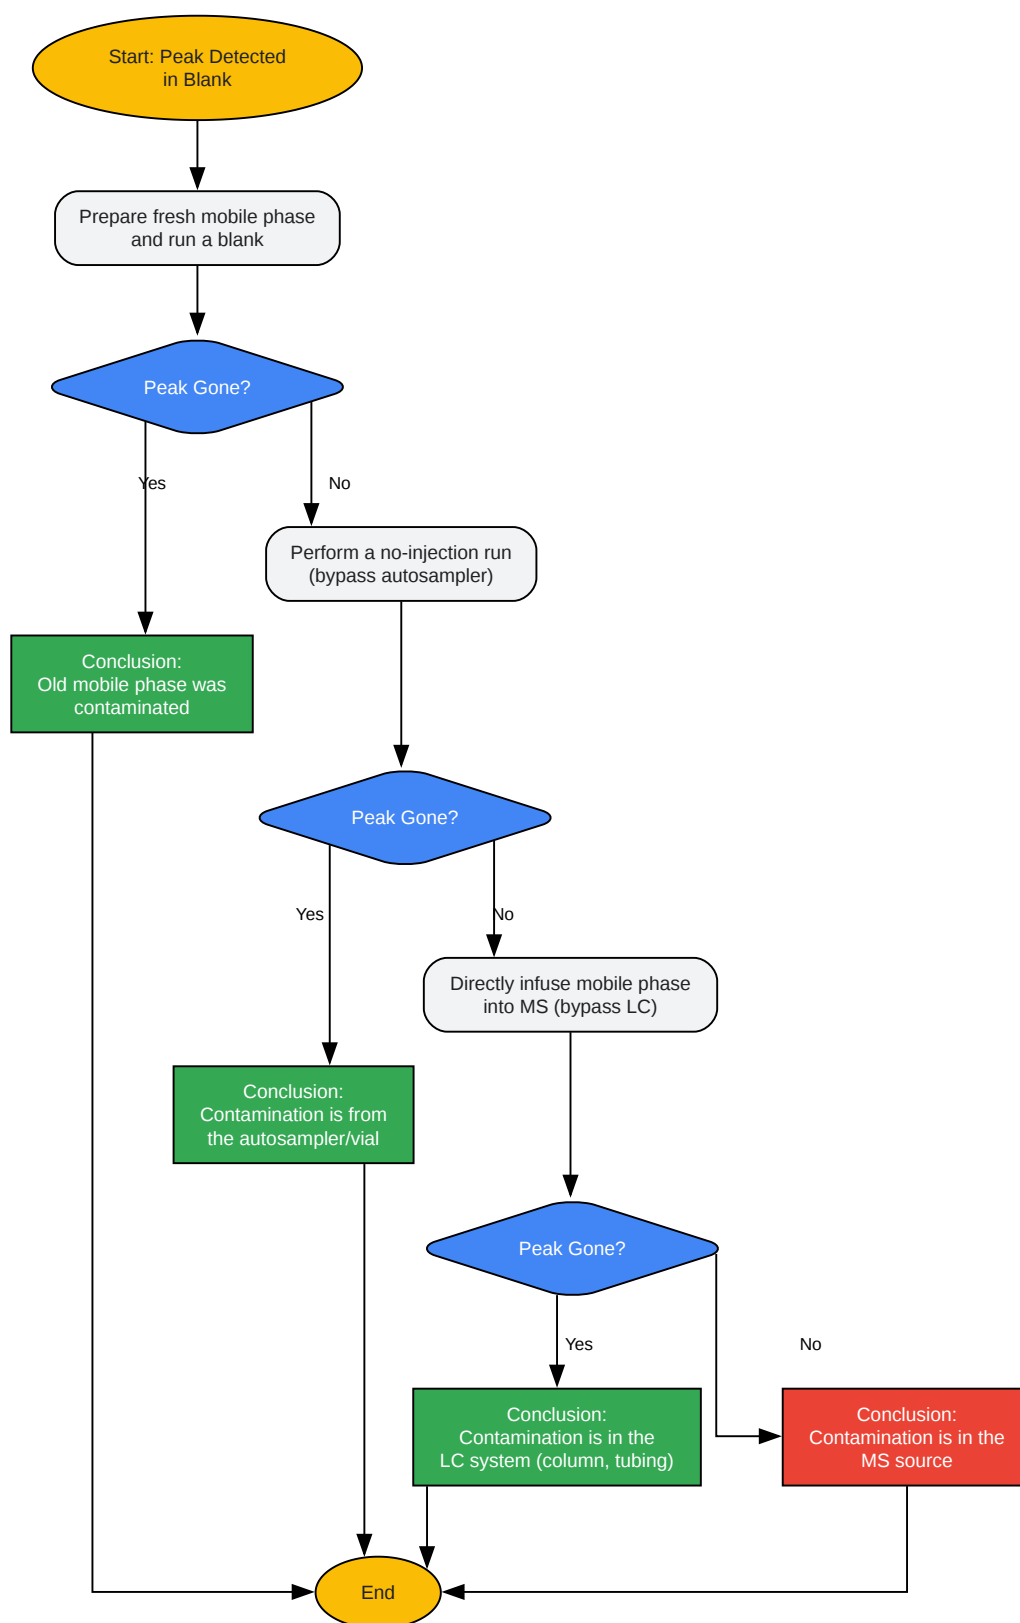 Start: Peak Detected
in Blank
Prepare fresh mobile phase
and run a blank
Peak Gone?
Yes
No
Perform a no-injection run
(bypass autosampler)
Conclusion:
Old mobile phase was
contaminated
Peak Gone?
Yes
No
Directly infuse mobile phase
into MS (bypass LC)
Conclusion:
Contamination is from
the autosampler/vial
Peak Gone?
Yes
No
Conclusion:
Contamination is in the
LC system (column, tubing)
Conclusion:
Contamination is in the
MS source
End